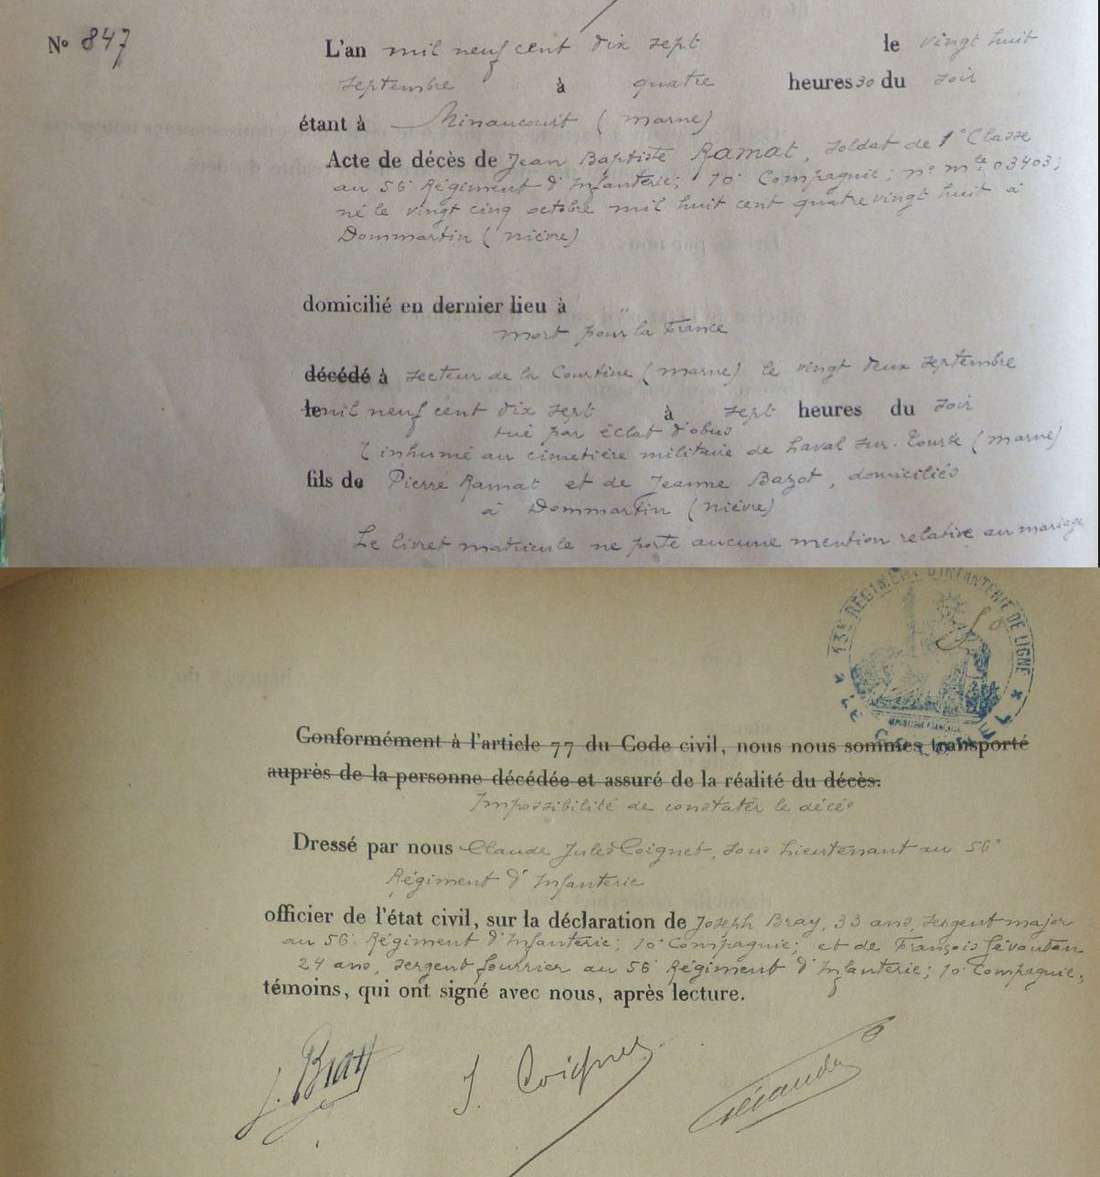 N° 847
L'an mil neuf cent dix sept le vingt huit
septembre à quatre heures 30 du soir
étant à Minaucourt (Marne)
Acte de décès de Jean Baptiste Ramat, soldat de 1e Classe
au 56e Régiment d'Infanterie; 10e Compagnie; n° mle 03403;
né le vingt cinq octobre mil huit cent quatre vingt huit à
Dommartin (Nièvre)
domicilié en dernier lieu à
"mort pour la France
décédé à secteur de la Courtine (Marne) le vingt deux septembre
le mil neuf cent dix sept à sept heures du soir
tué par éclat d'obus
inhumé au cimetière militaire de Laval sur Tourbe (Marne)
fils de Pierre Ramat et de Jeanne Bazot, domiciliés
à Dommartin (Nièvre)
Le livret matricule ne porte aucune mention relative au mariage
RÉGIMENT D'INFANTERIE DE LIGNE
LE COLONEL
RÉPUBLIQUE FRANÇAISE
Conformément à l'article 77 du Code civil, nous nous sommes transporté
auprès de la personne décédée et assuré de la réalité du décès.
Impossibilité de constater le décès
Dressé par nous Claude Jules Coignet, sous Lieutenant au 56e
Régiment d'Infanterie
officier de l'état civil, sur la déclaration de Joseph Bray, 33 ans, sergent major
au 56e Régiment d'Infanterie; 10e Compagnie; et de François
24 ans, sergent fourrier au 56e Régiment d'Infanterie; 10e Compagnie,
témoins, qui ont signé avec nous, après lecture.
J. Bray J. Coignet